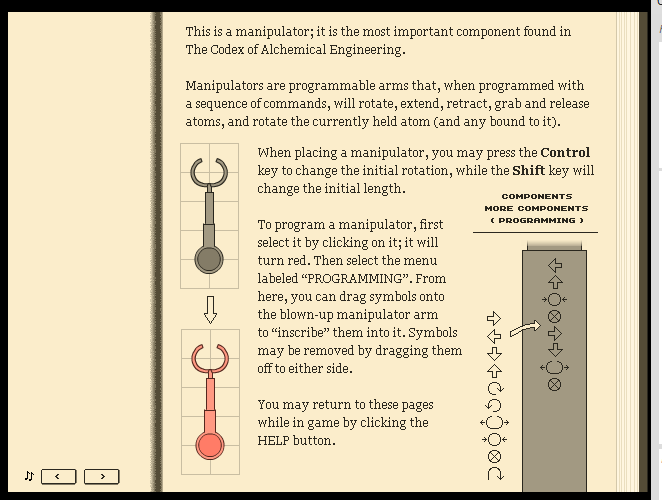 This is a manipulator; it is the most important component found in
The Codex of Alchemical Engineering.
Manipulators are programmable arms that, when programmed with
a sequence of commands, will rotate, extend, retract, grab and release
atoms, and rotate the currently held atom (and any bound to it).
When placing a manipulator, you may press the Control
key to change the initial rotation, while the Shift key will
change the initial length.
To program a manipulator, first
select it by clicking on it; it will
turn red. Then select the menu
labeled “PROGRAMMING”. From
here, you can drag symbols onto
the blown-up manipulator arm
to “inscribe” them into it. Symbols
may be removed by dragging them
off to either side.
You may return to these pages
while in game by clicking the
HELP button.
COMPONENTS
MORE COMPONENTS
( PROGRAMMING )